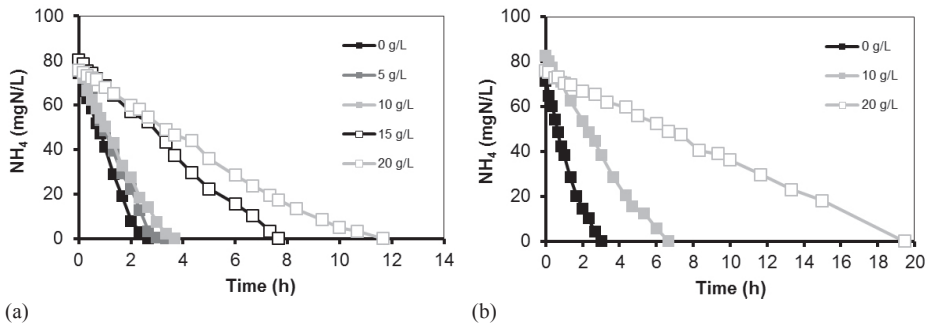 100
80
60
40
20
0
NH4 (mgN/L)
0 2 4 6 8 10 12 14
Time (h)
0 g/L
5 g/L
10 g/L
15 g/L
20 g/L
(a)
100
80
60
40
20
0
NH4 (mgN/L)
0 2 4 6 8 10 12 14 16 18 20
Time (h)
0 g/L
10 g/L
20 g/L
(b)